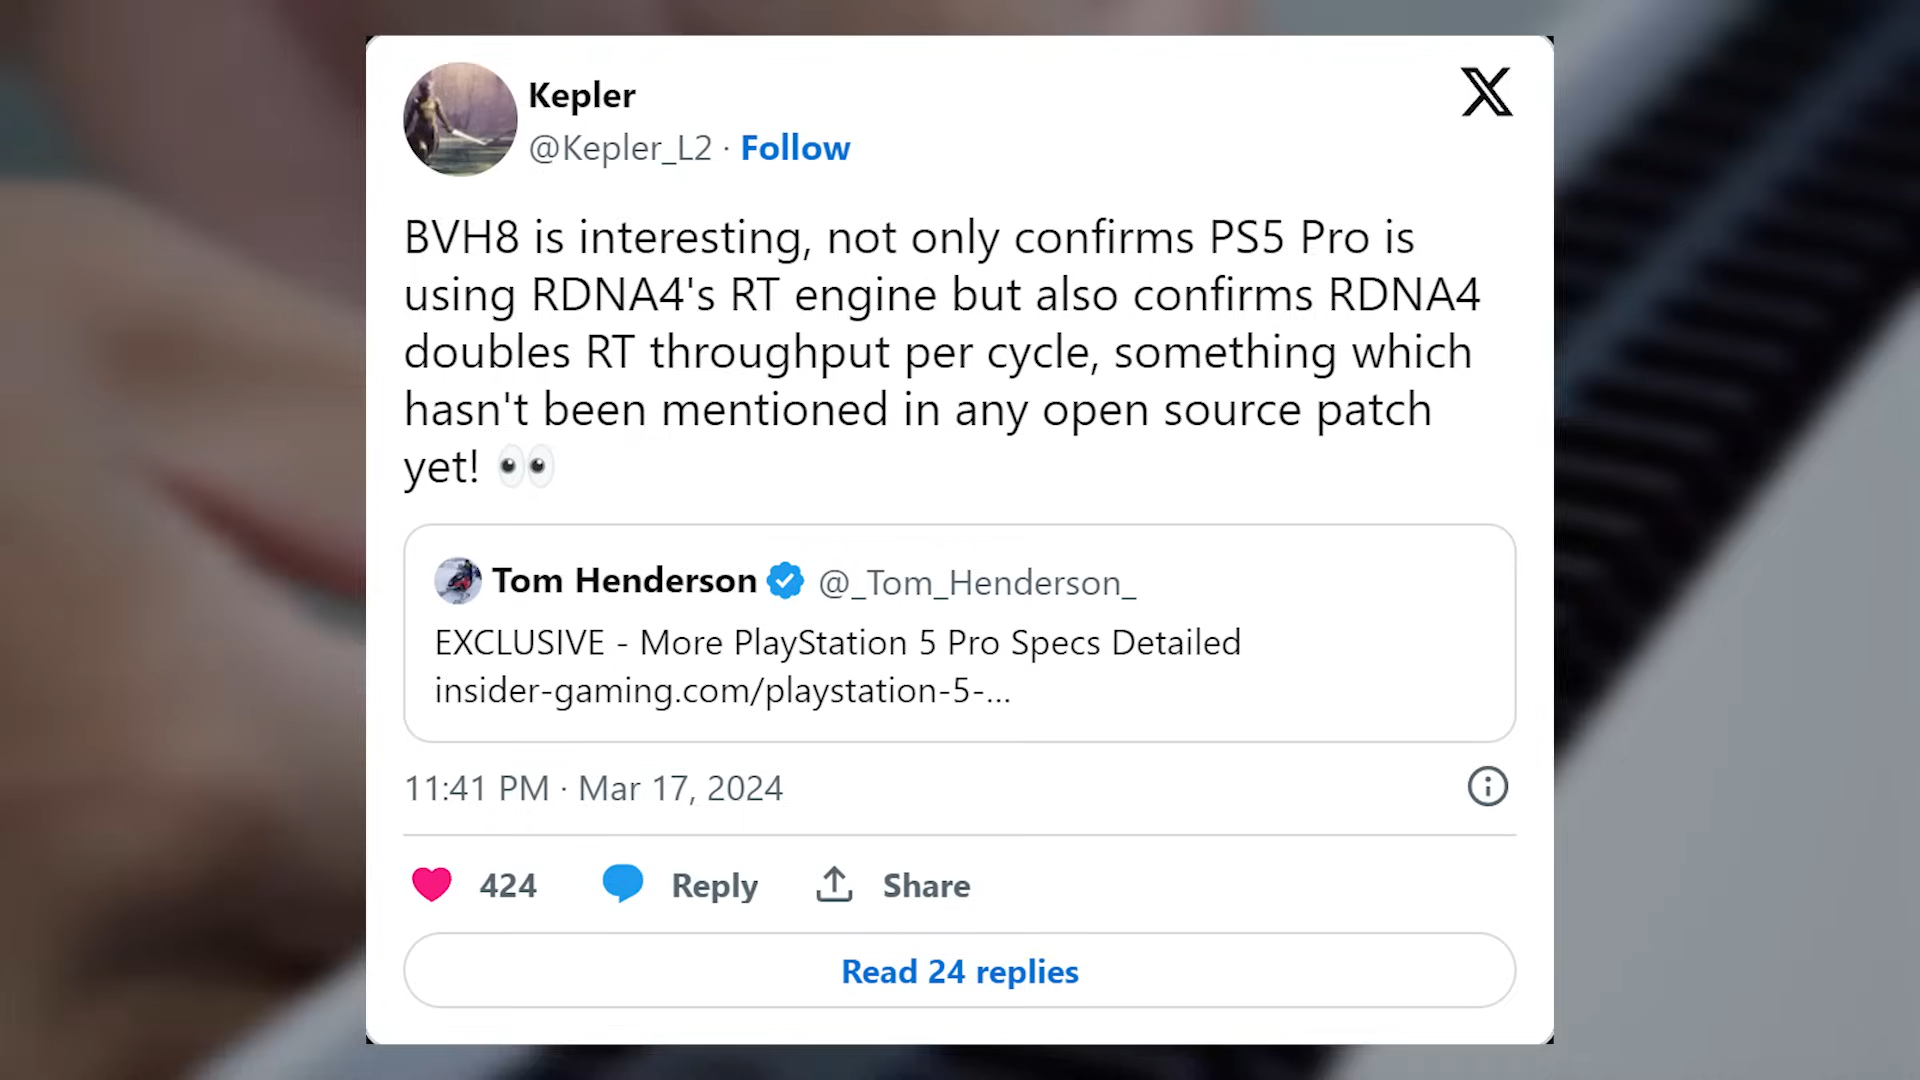 Kepler
@Kepler_L2 · Follow
BVH8 is interesting, not only confirms PS5 Pro is
using RDNA4's RT engine but also confirms RDNA4
doubles RT throughput per cycle, something which
hasn't been mentioned in any open source patch
yet! 👀
Tom Henderson @_Tom_Henderson_
EXCLUSIVE - More PlayStation 5 Pro Specs Detailed
insider-gaming.com/playstation-5-...
11:41 PM · Mar 17, 2024
424 Reply Share
Read 24 replies